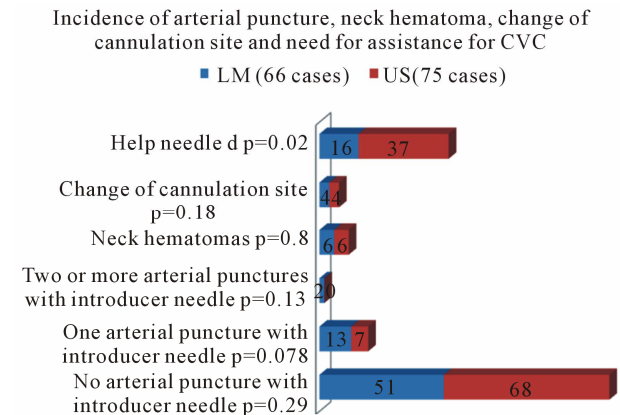 Incidence of arterial puncture, neck hematoma, change of
cannulation site and need for assistance for CVC
LM (66 cases) US(75 cases)
Help needle d p=0.02
16 37
Change of cannulation site
p=0.18
4 4
Neck hematomas p=0.8
6 6
Two or more arterial punctures
with introducer needle p=0.13
2 0
One arterial puncture with
introducer needle p=0.078
13 7
No arterial puncture with
introducer needle p=0.29
51 68